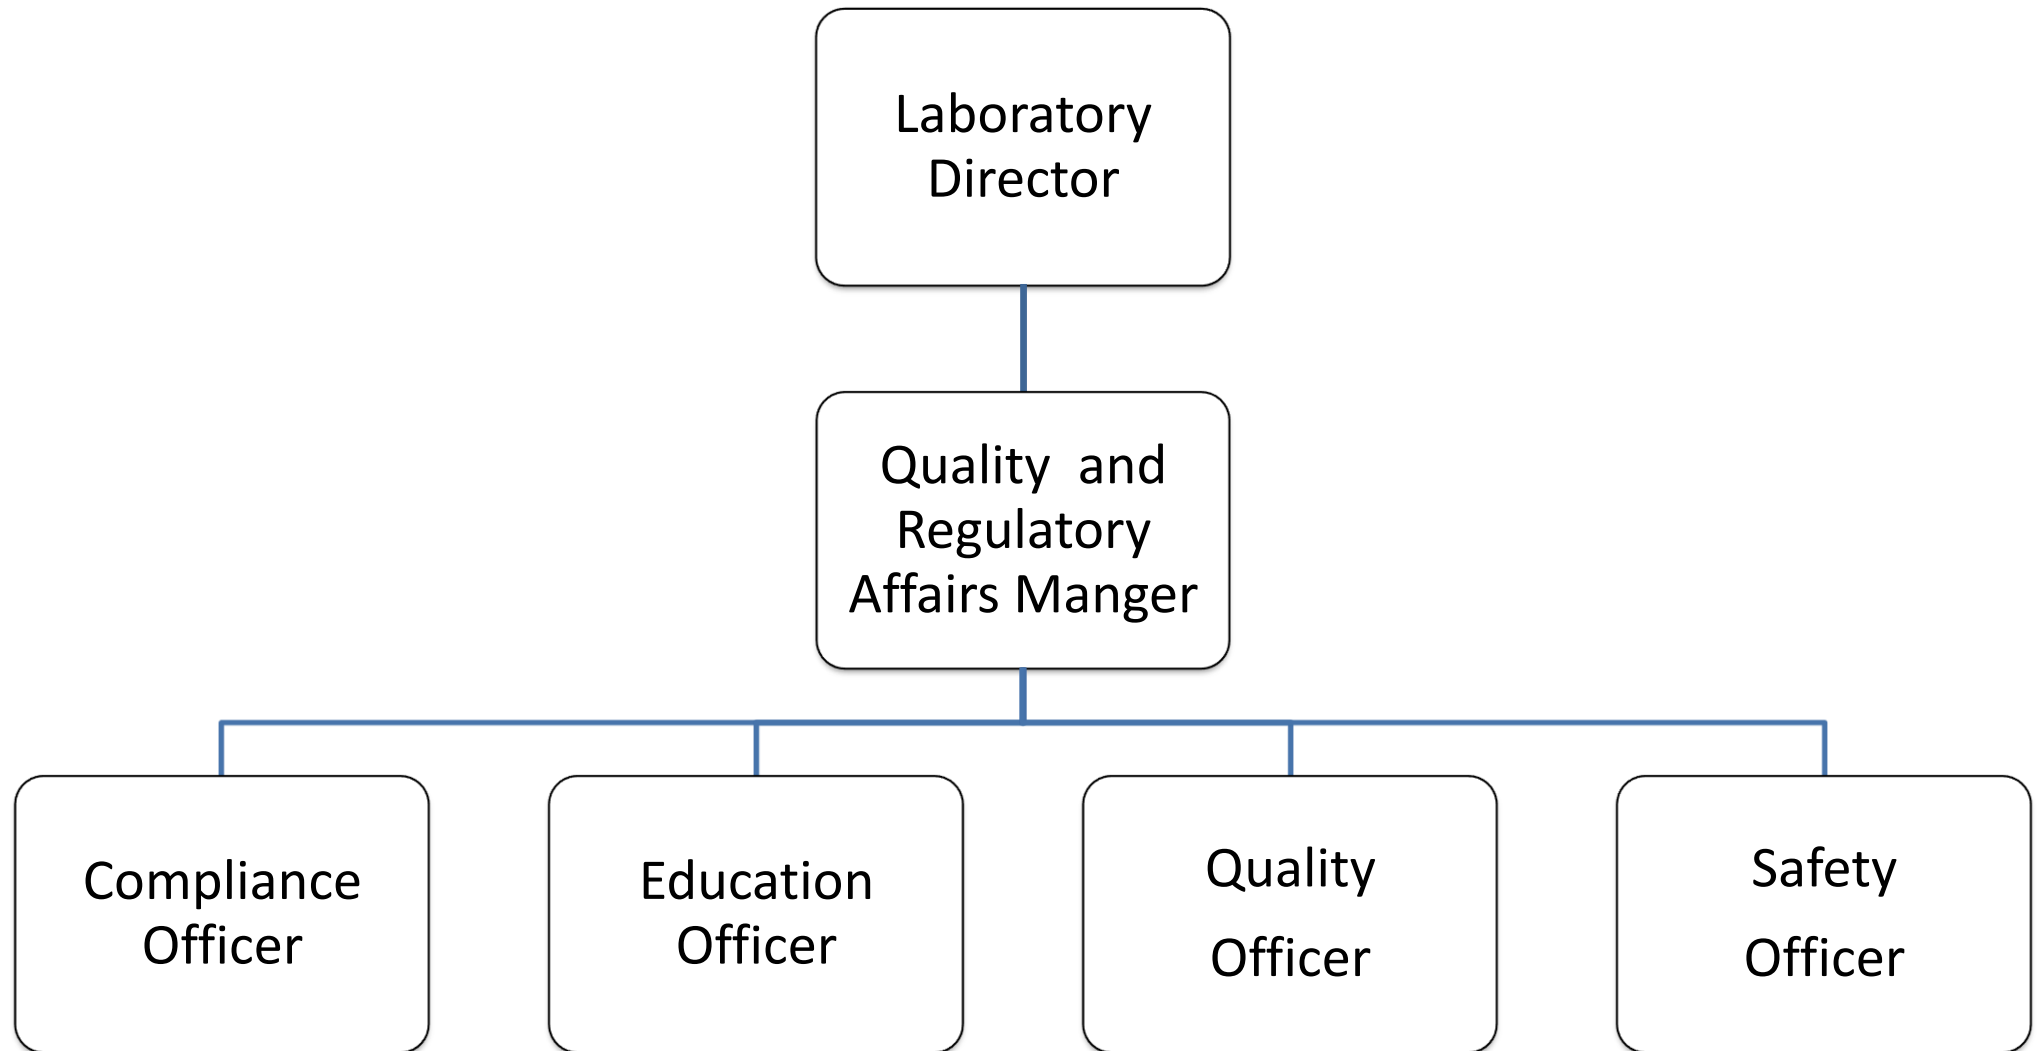 Laboratory
Director
Quality  and
Regulatory
Affairs Manger
Compliance
Officer
Education
Officer
Quality
Officer
Safety
Officer